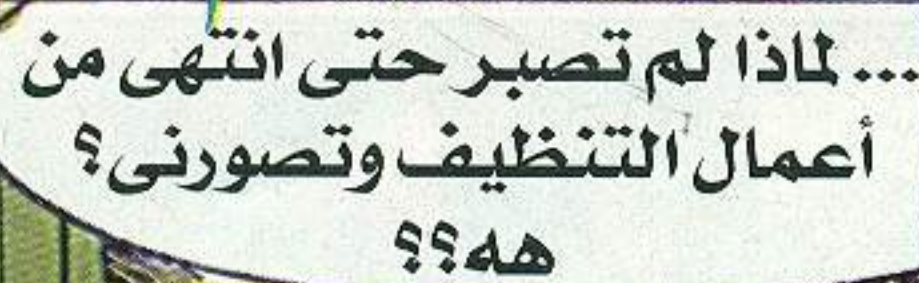 ... لماذا لم تصبر حتى انتهى من
أعمال التنظيف وتصورنى؟
هه؟؟